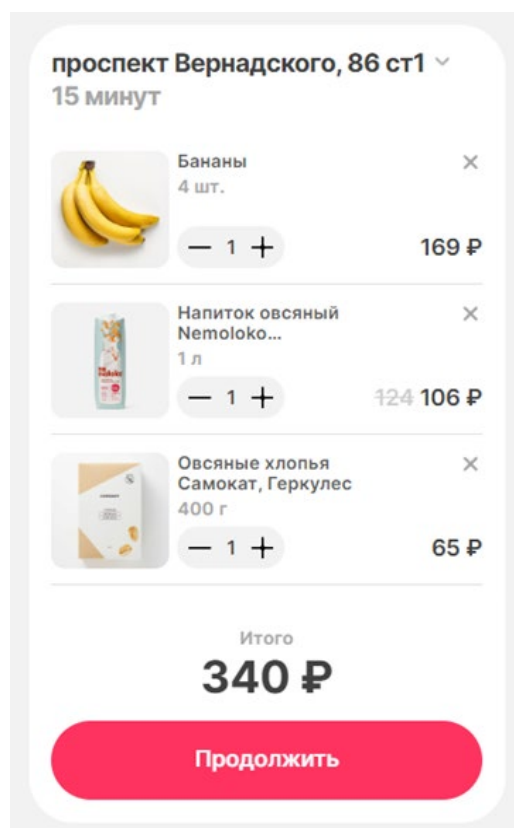 проспект Вернадского, 86 ст1
15 минут
Бананы
4 шт.
— 1 +
169 ₽
Напиток овсяный
Nemoloko...
1 л
— 1 +
124 106 ₽
Овсяные хлопья
Самокат, Геркулес
400 г
— 1 +
65 ₽
Итого
340 ₽
Продолжить